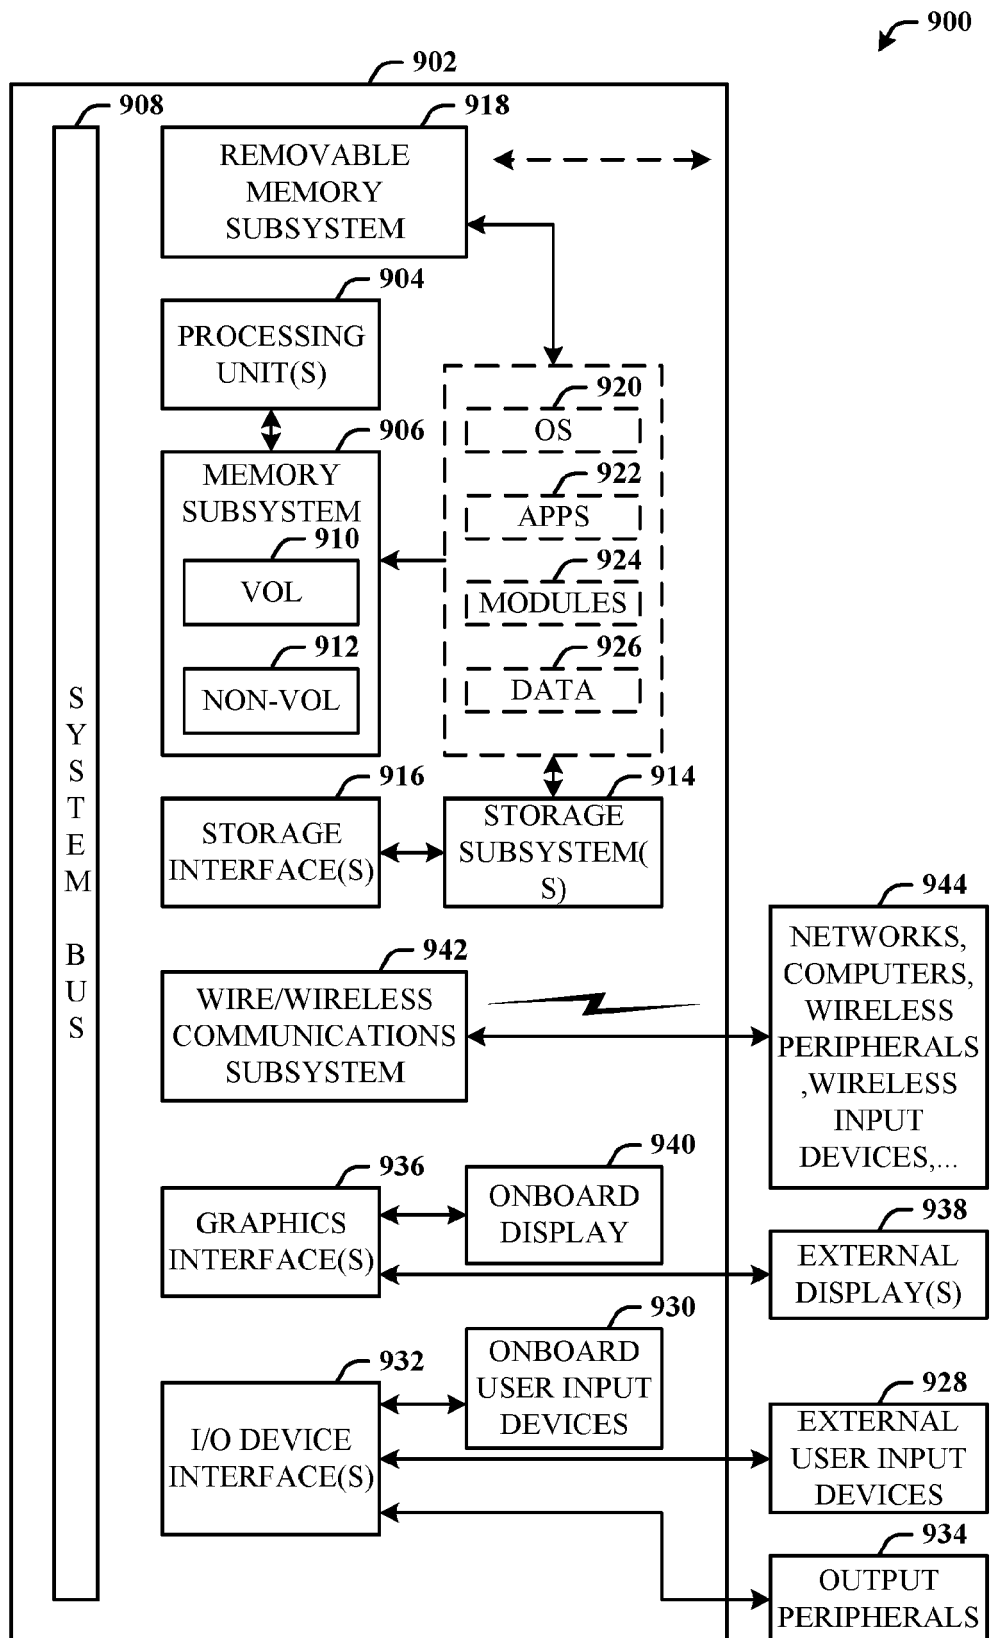 900
902
908
918
REMOVABLE
MEMORY
SUBSYSTEM
904
PROCESSING
UNIT(S)
906
MEMORY
SUBSYSTEM
910
VOL
912
NON-VOL
920
OS
922
APPS
924
MODULES
926
DATA
916
STORAGE
INTERFACE(S)
914
STORAGE
SUBSYSTEM(
S)
SYSTEM BUS
942
WIRE/WIRELESS
COMMUNICATIONS
SUBSYSTEM
944
NETWORKS,
COMPUTERS,
WIRELESS
PERIPHERALS
,WIRELESS
INPUT
DEVICES,...
936
GRAPHICS
INTERFACE(S)
940
ONBOARD
DISPLAY
938
EXTERNAL
DISPLAY(S)
932
I/O DEVICE
INTERFACE(S)
930
ONBOARD
USER INPUT
DEVICES
928
EXTERNAL
USER INPUT
DEVICES
934
OUTPUT
PERIPHERALS